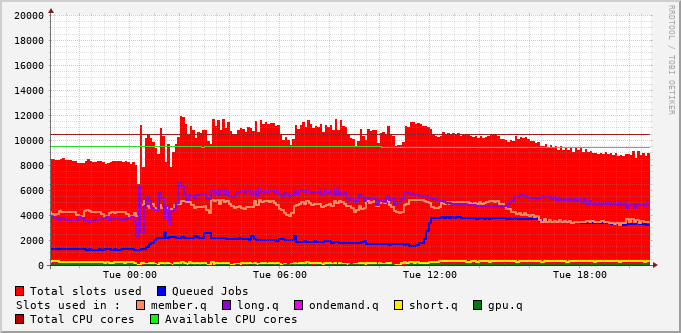 20000
18000
16000
14000
12000
10000
8000
6000
4000
2000
0
Tue 00:00 Tue 06:00 Tue 12:00 Tue 18:00
RRDTOOL / TOBI OETIKER
Total slots used Queued Jobs
Slots used in : member.q long.q ondemand.q short.q gpu.q
Total CPU cores Available CPU cores